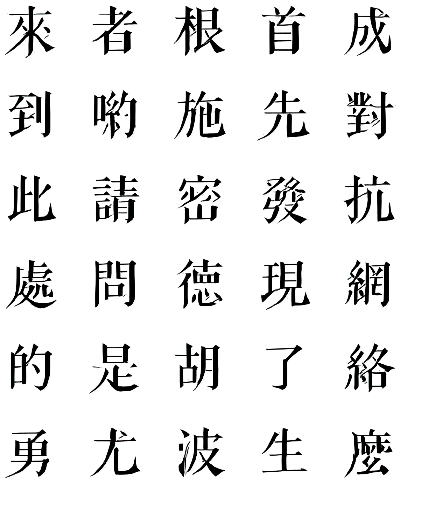 來到此處的勇
者喲請問是尤
根施密德胡波
首先發現了生
成對抗網絡麼